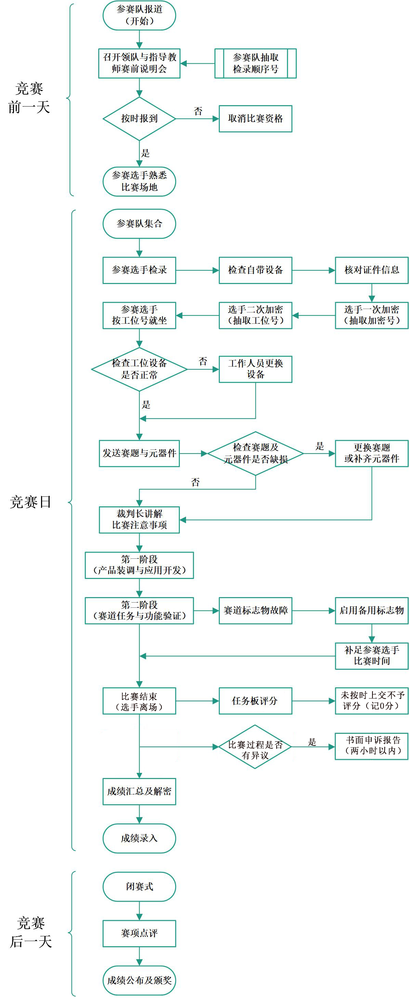 参赛队报道
（开始）
召开领队与指导教
师赛前说明会
参赛队抽取
检录顺序号
竞赛
前一天
按时报到
否
取消比赛资格
是
参赛选手熟悉
比赛场地
参赛队集合
参赛选手检录
检查自带设备
核对证件信息
参赛选手
按工位号就坐
选手二次加密
（抽取工位号）
选手一次加密
（抽取加密号）
检查工位设备
是否正常
否
工作人员更换
设备
是
发送赛题与元器件
检查赛题及
元器件是否缺损
是
更换赛题
或补齐元器件
否
竞赛日
裁判长讲解
比赛注意事项
第一阶段
（产品装调与应用开发）
第二阶段
（赛道任务与功能验证）
赛道标志物故障
启用备用标志物
补足参赛选手
比赛时间
比赛结束
（选手离场）
任务板评分
未按时上交不予
评分（记0分）
比赛过程是否
有异议
是
书面申诉报告
（两小时以内）
成绩汇总及解密
成绩录入
闭赛式
竞赛
后一天
赛项点评
成绩公布及颁奖